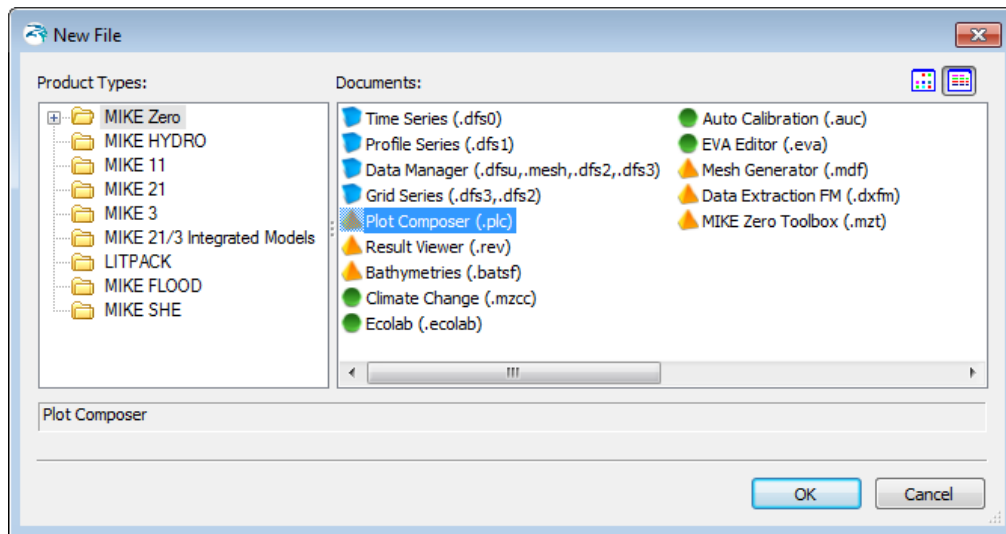 New File
Product Types:
MIKE Zero
MIKE HYDRO
MIKE 11
MIKE 21
MIKE 3
MIKE 21/3 Integrated Models
LITPACK
MIKE FLOOD
MIKE SHE
Documents:
Time Series (.dfs0)
Profile Series (.dfs1)
Data Manager (.dfsu,.mesh,.dfs2,.dfs3)
Grid Series (.dfs3,.dfs2)
Plot Composer (.plc)
Result Viewer (.rev)
Bathymetries (.batsf)
Climate Change (.mzcc)
Ecolab (.ecolab)
Auto Calibration (.auc)
EVA Editor (.eva)
Mesh Generator (.mdf)
Data Extraction FM (.dxfm)
MIKE Zero Toolbox (.mzt)
Plot Composer
OK
Cancel